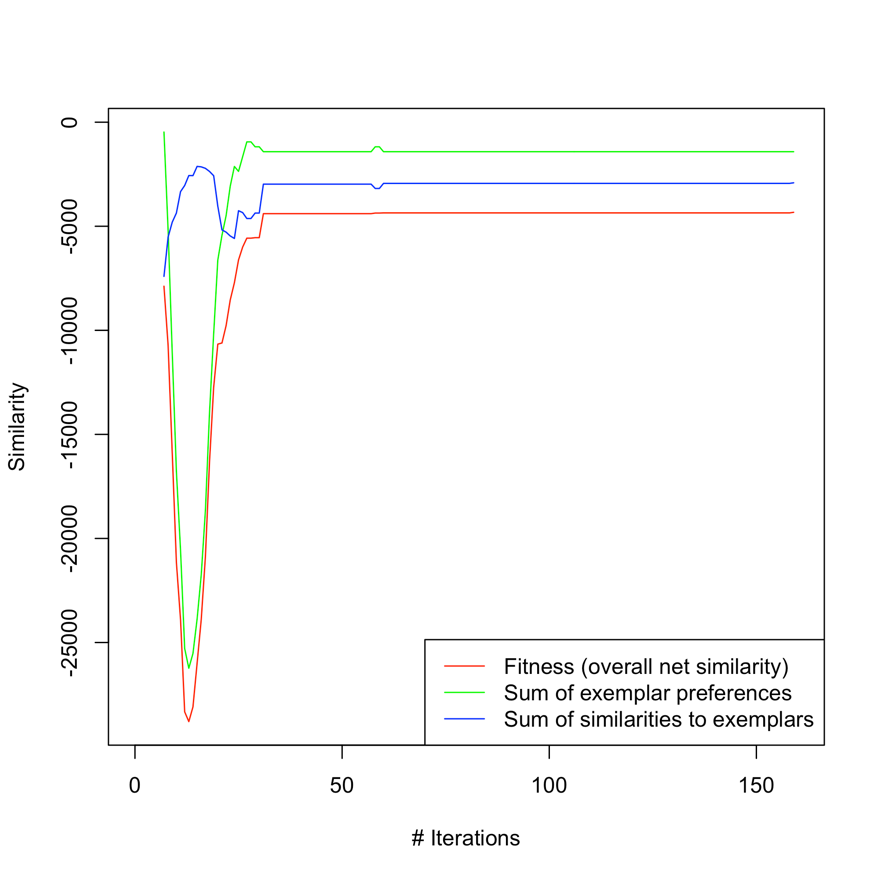 0
-5000
-10000
-15000
-20000
-25000
Similarity
Fitness (overall net similarity)
Sum of exemplar preferences
Sum of similarities to exemplars
0 50 100 150
# Iterations